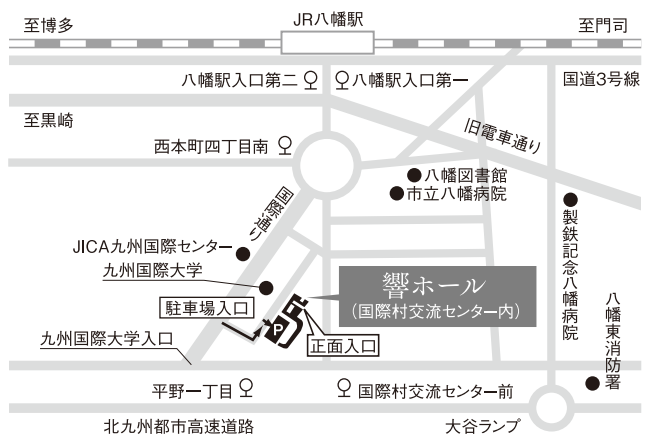 至博多
JR八幡駅
至門司
八幡駅入口第二
八幡駅入口第一
国道3号線
至黒崎
旧電車通り
西本町四丁目南
八幡図書館
市立八幡病院
国際通り
製鉄記念八幡病院
JICA九州国際センター
九州国際大学
響ホール
(国際村交流センター内)
駐車場入口
P
正面入口
九州国際大学入口
八幡東消防署
平野一丁目
国際村交流センター前
北九州都市高速道路
大谷ランプ